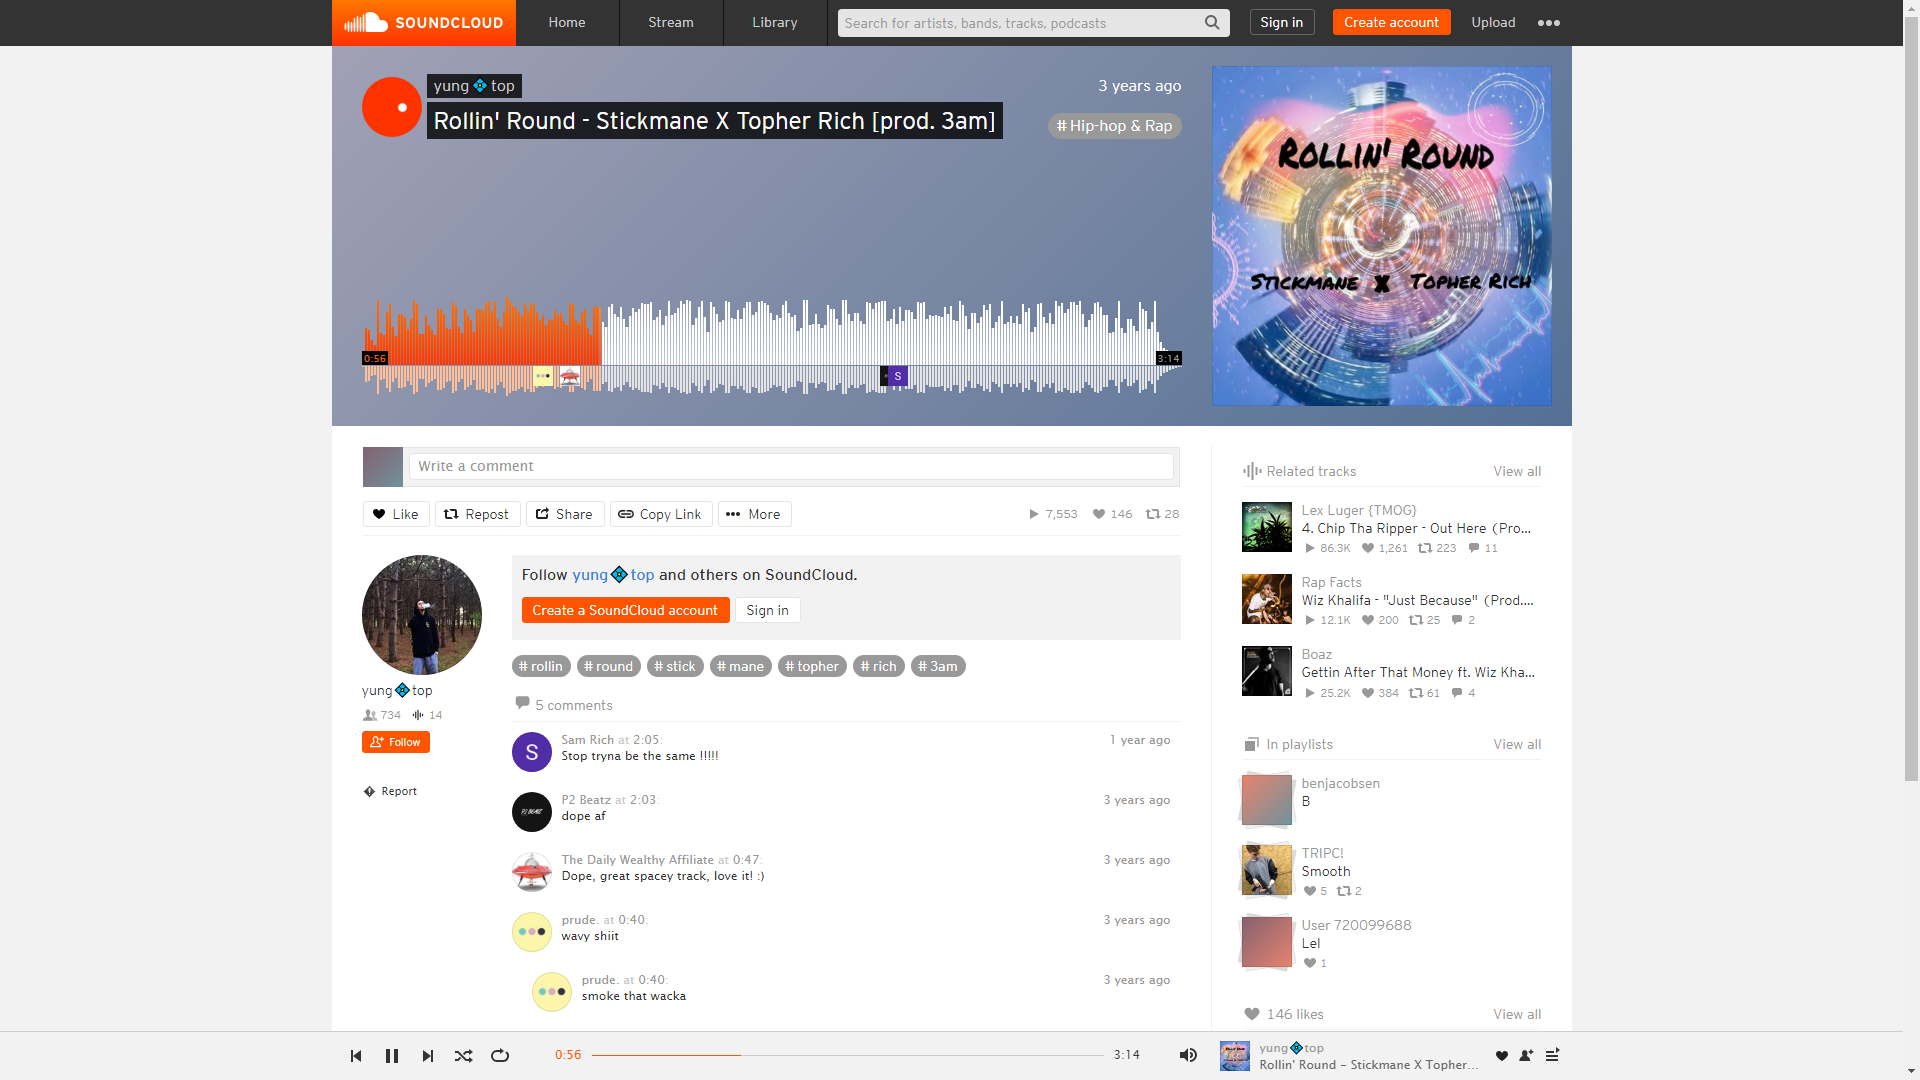 SOUNDCLOUD
Home
Stream
Library
Search for artists, bands, tracks, podcasts
Sign in
Create account
Upload
yung💠top
3 years ago
Rollin' Round - Stickmane X Topher Rich [prod. 3am]
# Hip-hop & Rap
ROLLIN' ROUND
STICKMANE X TOPHER RICH
0:56
3:14
S
Write a comment
Like
Repost
Share
Copy Link
More
7,553
146
28
Follow yung💠top and others on SoundCloud.
Create a SoundCloud account
Sign in
# rollin
# round
# stick
# mane
# topher
# rich
# 3am
yung💠top
734
14
Follow
Report
5 comments
S
Sam Rich at 2:05:
1 year ago
Stop tryna be the same !!!!!
P2 BEATZ
P2 Beatz at 2:03:
3 years ago
dope af
The Daily Wealthy Affiliate at 0:47:
3 years ago
Dope, great spacey track, love it! :)
prude. at 0:40:
3 years ago
wavy shiit
prude. at 0:40:
3 years ago
smoke that wacka
Related tracks
View all
Lex Luger {TMOG}
4. Chip Tha Ripper - Out Here (Pro...
86.3K
1,261
223
11
Rap Facts
Wiz Khalifa - "Just Because" (Prod....
12.1K
200
25
2
Boaz
Gettin After That Money ft. Wiz Kha...
25.2K
384
61
4
In playlists
View all
benjacobsen
B
TRIPC!
Smooth
5
2
User 720099688
Lel
1
146 likes
View all
0:56
3:14
yung💠top
Rollin' Round - Stickmane X Topher...